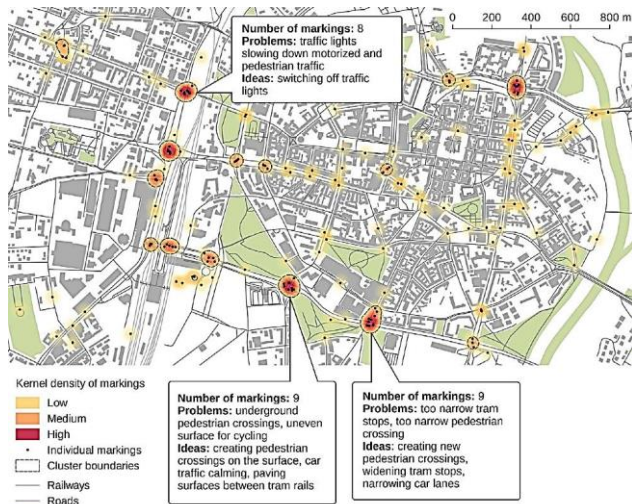 Number of markings: 8
Problems: traffic lights
slowing down motorized and
pedestrian traffic
Ideas: switching off traffic
lights
0 200 400 600 800 m
Kernel density of markings
Low
Medium
High
Individual markings
Cluster boundaries
Railways
Roads
Number of markings: 9
Problems: underground
pedestrian crossings, uneven
surface for cycling
Ideas: creating pedestrian
crossings on the surface, car
traffic calming, paving
surfaces between tram rails
Number of markings: 9
Problems: too narrow tram
stops, too narrow pedestrian
crossing
Ideas: creating new
pedestrian crossings,
widening tram stops,
narrowing car lanes